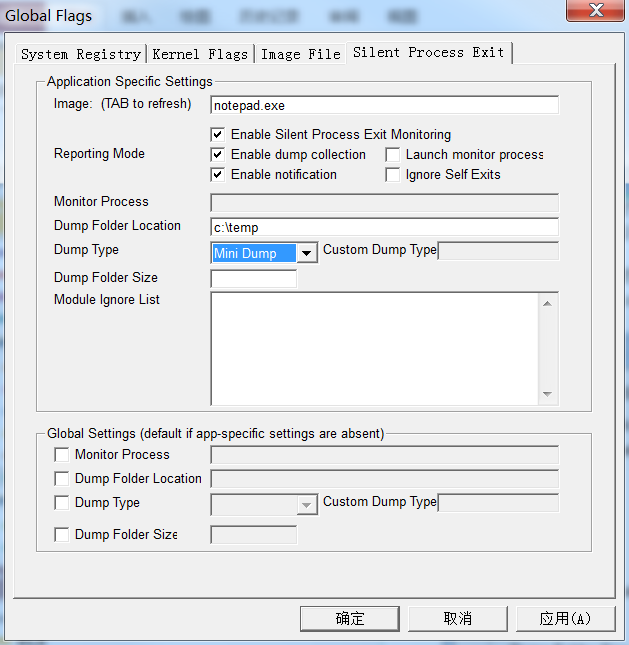 Global Flags
System Registry Kernel Flags Image File Silent Process Exit
Application Specific Settings
Image: (TAB to refresh) notepad.exe
Enable Silent Process Exit Monitoring
Reporting Mode Enable dump collection Launch monitor process
Enable notification Ignore Self Exits
Monitor Process
Dump Folder Location c:\temp
Dump Type Mini Dump Custom Dump Type
Dump Folder Size
Module Ignore List
Global Settings (default if app-specific settings are absent)
Monitor Process
Dump Folder Location
Dump Type Custom Dump Type
Dump Folder Size
确定 取消 应用(A)